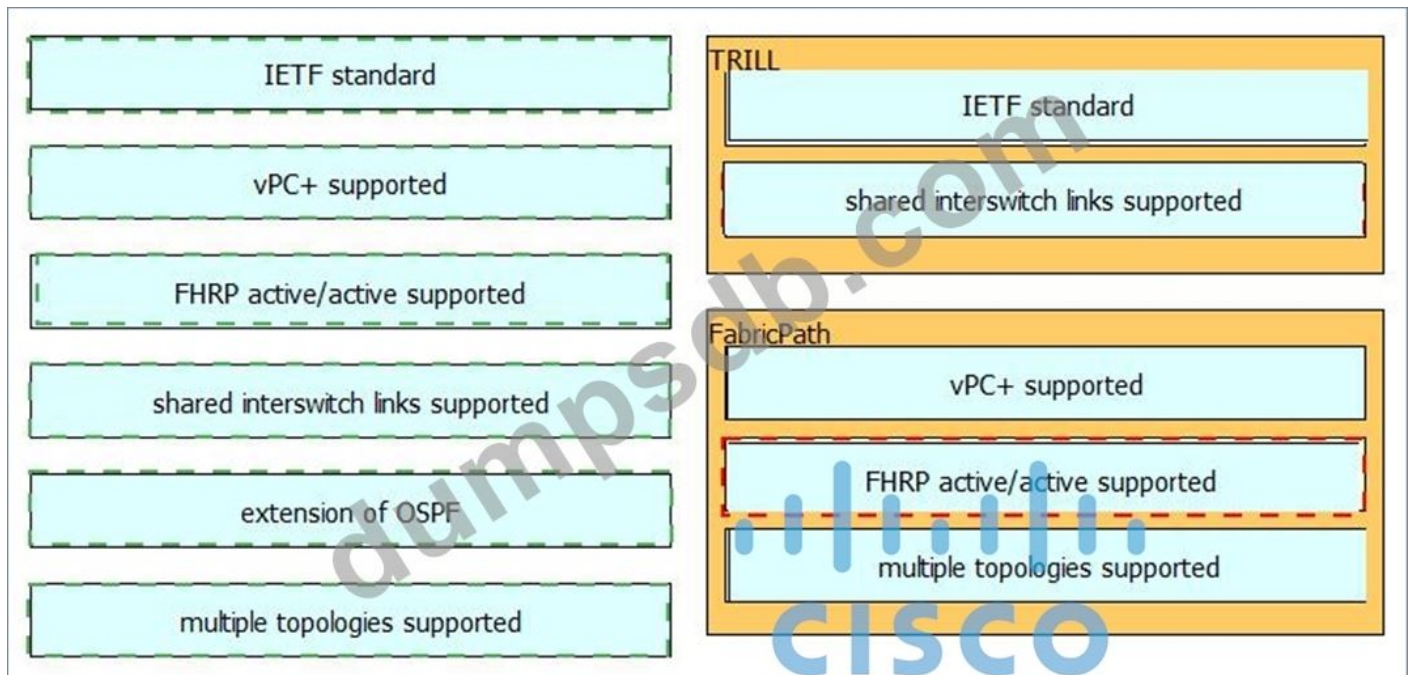 IETF standard
vPC+ supported
FHRP active/active supported
shared interswitch links supported
extension of OSPF
multiple topologies supported
TRILL
IETF standard
shared interswitch links supported
FabricPath
vPC+ supported
FHRP active/active supported
multiple topologies supported
dumpsdb.com
CISCO